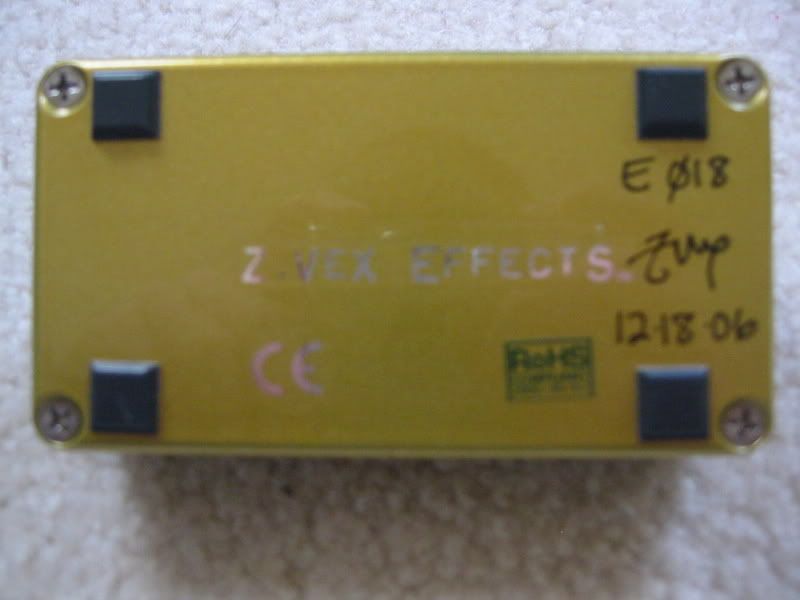 E Ø18
Z.VEX EFFECTS
12·18·06
CE
RoHS